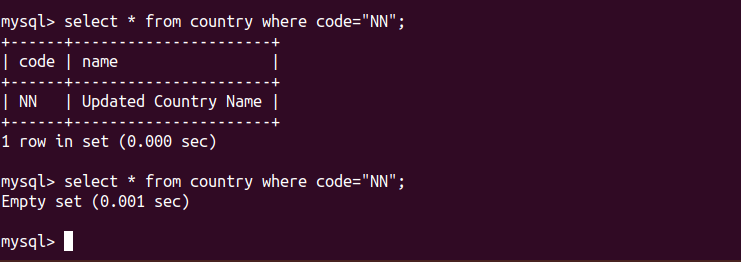 mysql> select * from country where code="NN";
+------+----------------------+
| code | name                 |
+------+----------------------+
| NN   | Updated Country Name |
+------+----------------------+
1 row in set (0.000 sec)
mysql> select * from country where code="NN";
Empty set (0.001 sec)
mysql>